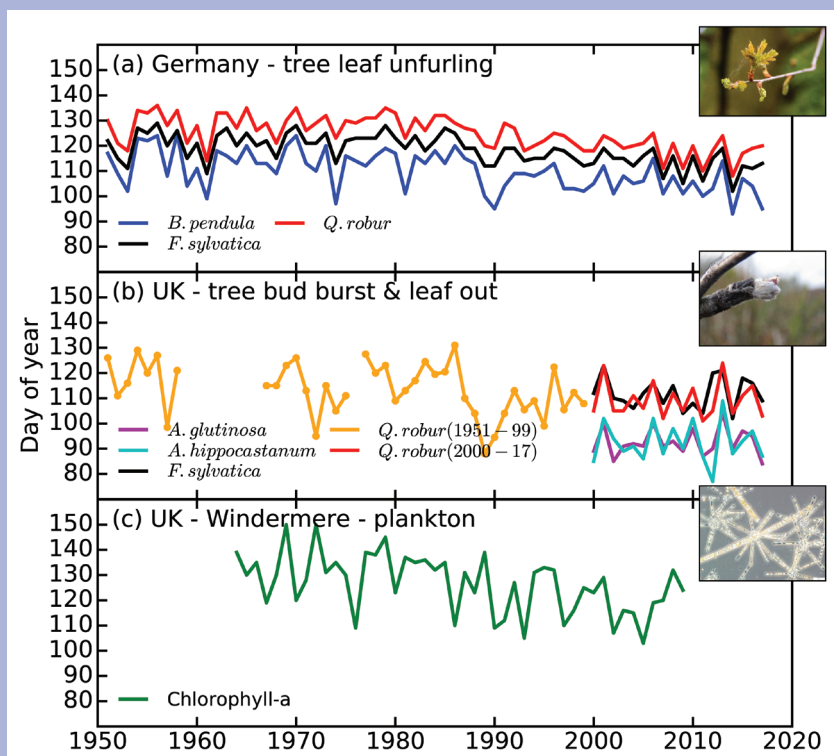 (a) Germany - tree leaf unfurling
150
140
130
120
110
100
90
80
B. pendula
Q. robur
F. sylvatica
(b) UK - tree bud burst & leaf out
Day of year
150
140
130
120
110
100
90
80
A. glutinosa
Q. robur(1951 − 99)
A. hippocastanum
Q. robur(2000 − 17)
F. sylvatica
(c) UK - Windermere - plankton
150
140
130
120
110
100
90
80
Chlorophyll-a
1950 1960 1970 1980 1990 2000 2010 2020